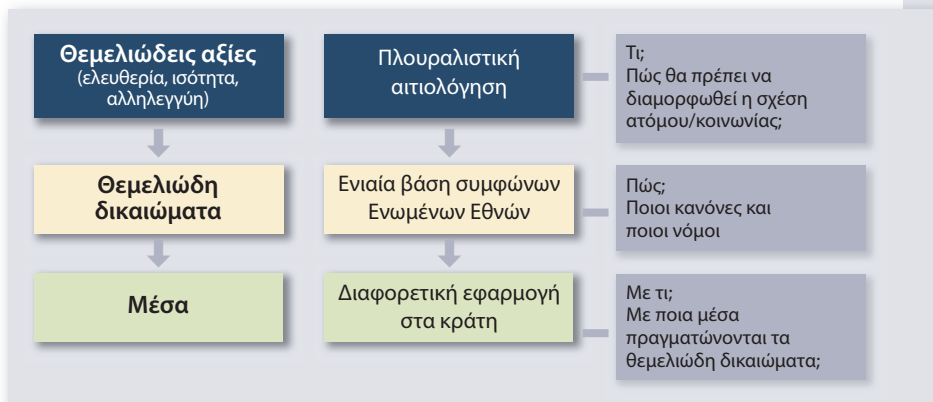 Θεμελιώδεις αξίες
(ελευθερία, ισότητα,
αλληλεγγύη)
Πλουραλιστική
αιτιολόγηση
Τι;
Πώς θα πρέπει να
διαμορφωθεί η σχέση
ατόμου/κοινωνίας;
Θεμελιώδη
δικαιώματα
Ενιαία βάση συμφώνων
Ενωμένων Εθνών
Πώς;
Ποιοι κανόνες και
ποιοι νόμοι
Μέσα
Διαφορετική εφαρμογή
στα κράτη
Με τι;
Με ποια μέσα
πραγματώνονται τα
θεμελιώδη δικαιώματα;